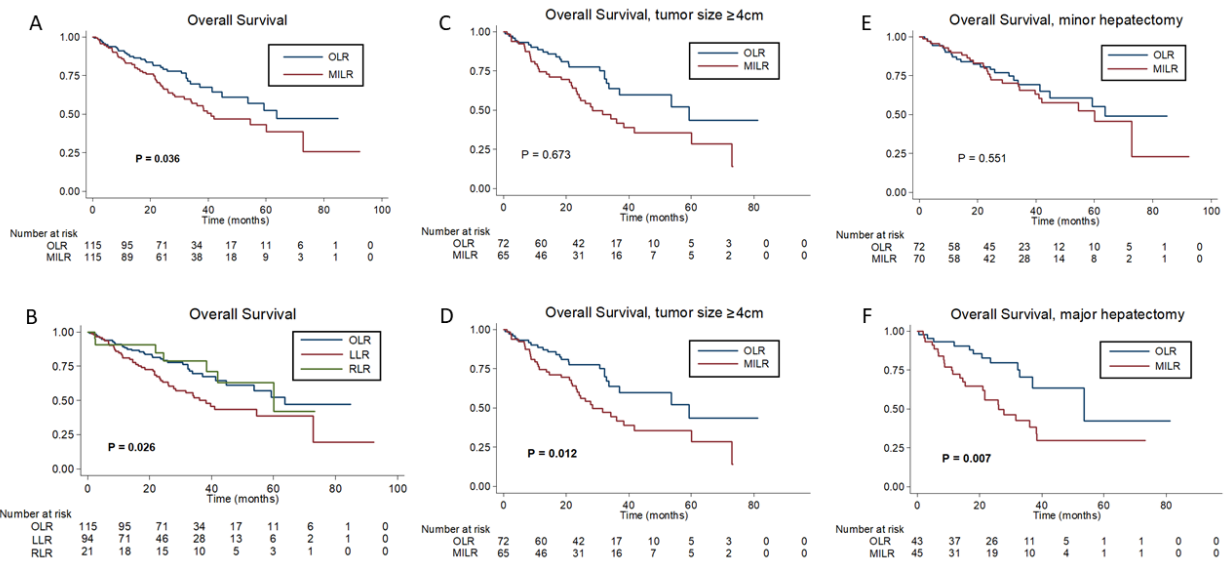 A
Overall Survival
OLR
MILR
1.00
0.75
0.50
0.25
0.00
P = 0.036
0 20 40 60 80 100
Time (months)
Number at risk
OLR 115 95 71 34 17 11 6 1 0
MILR 115 89 61 38 18 9 3 1 0
B
Overall Survival
OLR
LLR
RLR
1.00
0.75
0.50
0.25
0.00
P = 0.026
0 20 40 60 80 100
Time (months)
Number at risk
OLR 115 95 71 34 17 11 6 1 0
LLR 94 71 46 28 13 6 2 1 0
RLR 21 18 15 10 5 3 1 0 0
C
Overall Survival, tumor size ≥4cm
OLR
MILR
1.00
0.75
0.50
0.25
0.00
P = 0.673
0 20 40 60 80
Time (months)
Number at risk
OLR 72 60 42 17 10 5 3 0 0
MILR 65 46 31 16 7 5 2 0 0
D
Overall Survival, tumor size ≥4cm
OLR
MILR
1.00
0.75
0.50
0.25
0.00
P = 0.012
0 20 40 60 80
Time (months)
Number at risk
OLR 72 60 42 17 10 5 3 0 0
MILR 65 46 31 16 7 5 2 0 0
E
Overall Survival, minor hepatectomy
OLR
MILR
1.00
0.75
0.50
0.25
0.00
P = 0.551
0 20 40 60 80 100
Time (months)
Number at risk
OLR 72 58 45 23 12 10 5 1 0
MILR 70 58 42 28 14 8 2 1 0
F
Overall Survival, major hepatectomy
OLR
MILR
1.00
0.75
0.50
0.25
0.00
P = 0.007
0 20 40 60 80
Time (months)
Number at risk
OLR 43 37 26 11 5 1 1 0 0
MILR 45 31 19 10 4 1 1 0 0